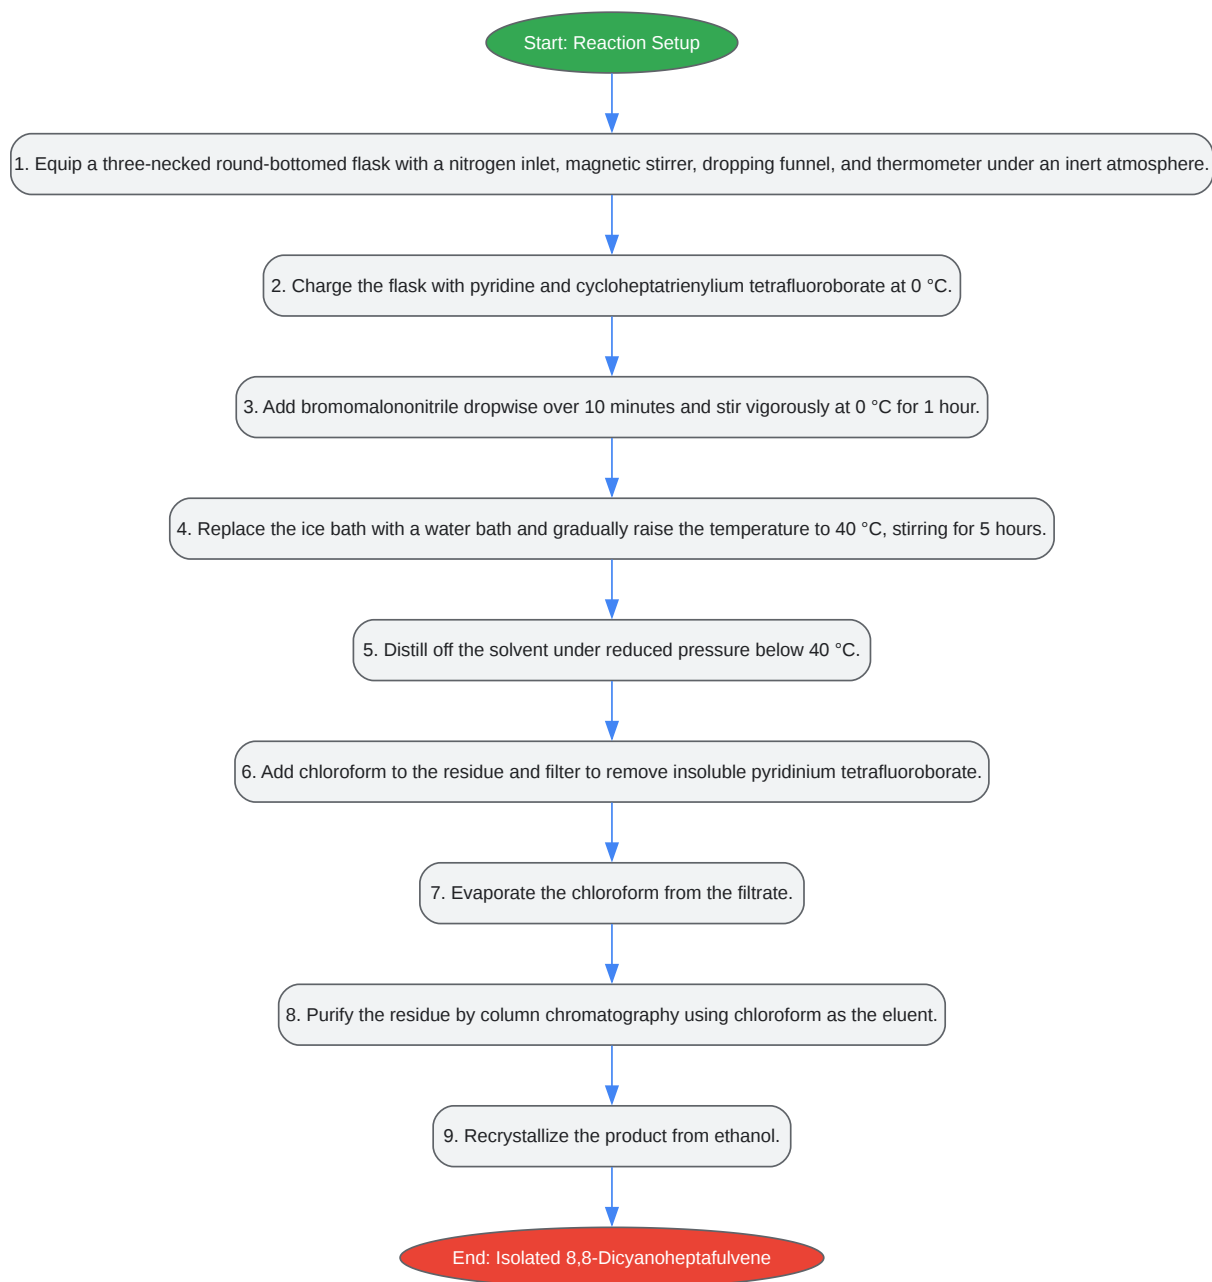 Start: Reaction Setup
1. Equip a three-necked round-bottomed flask with a nitrogen inlet, magnetic stirrer, dropping funnel, and thermometer under an inert atmosphere.
2. Charge the flask with pyridine and cycloheptatrienylium tetrafluoroborate at 0 °C.
3. Add bromomalononitrile dropwise over 10 minutes and stir vigorously at 0 °C for 1 hour.
4. Replace the ice bath with a water bath and gradually raise the temperature to 40 °C, stirring for 5 hours.
5. Distill off the solvent under reduced pressure below 40 °C.
6. Add chloroform to the residue and filter to remove insoluble pyridinium tetrafluoroborate.
7. Evaporate the chloroform from the filtrate.
8. Purify the residue by column chromatography using chloroform as the eluent.
9. Recrystallize the product from ethanol.
End: Isolated 8,8-Dicyanoheptafulvene